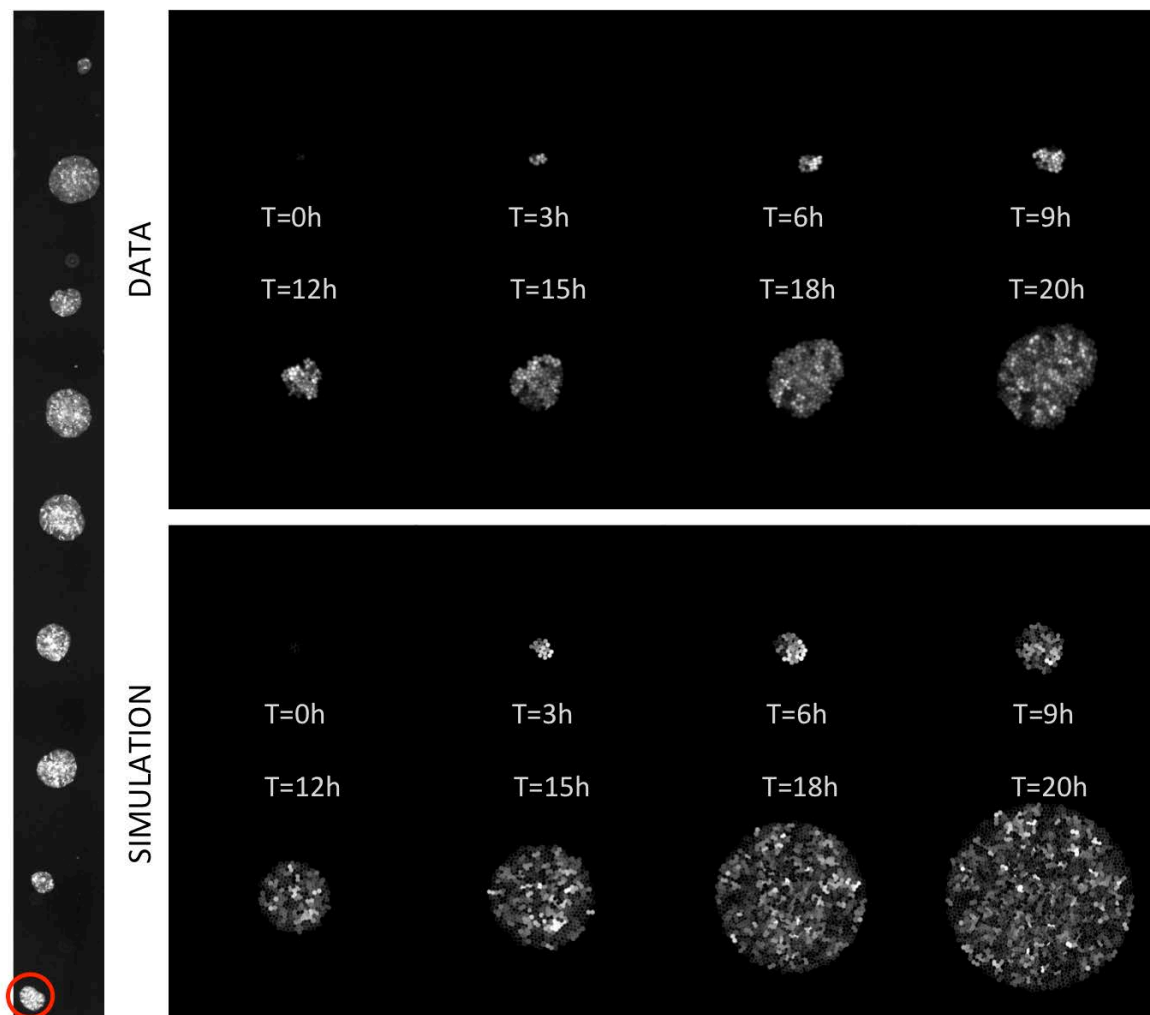 DATA
T=0h T=3h T=6h T=9h
T=12h T=15h T=18h T=20h
SIMULATION
T=0h T=3h T=6h T=9h
T=12h T=15h T=18h T=20h